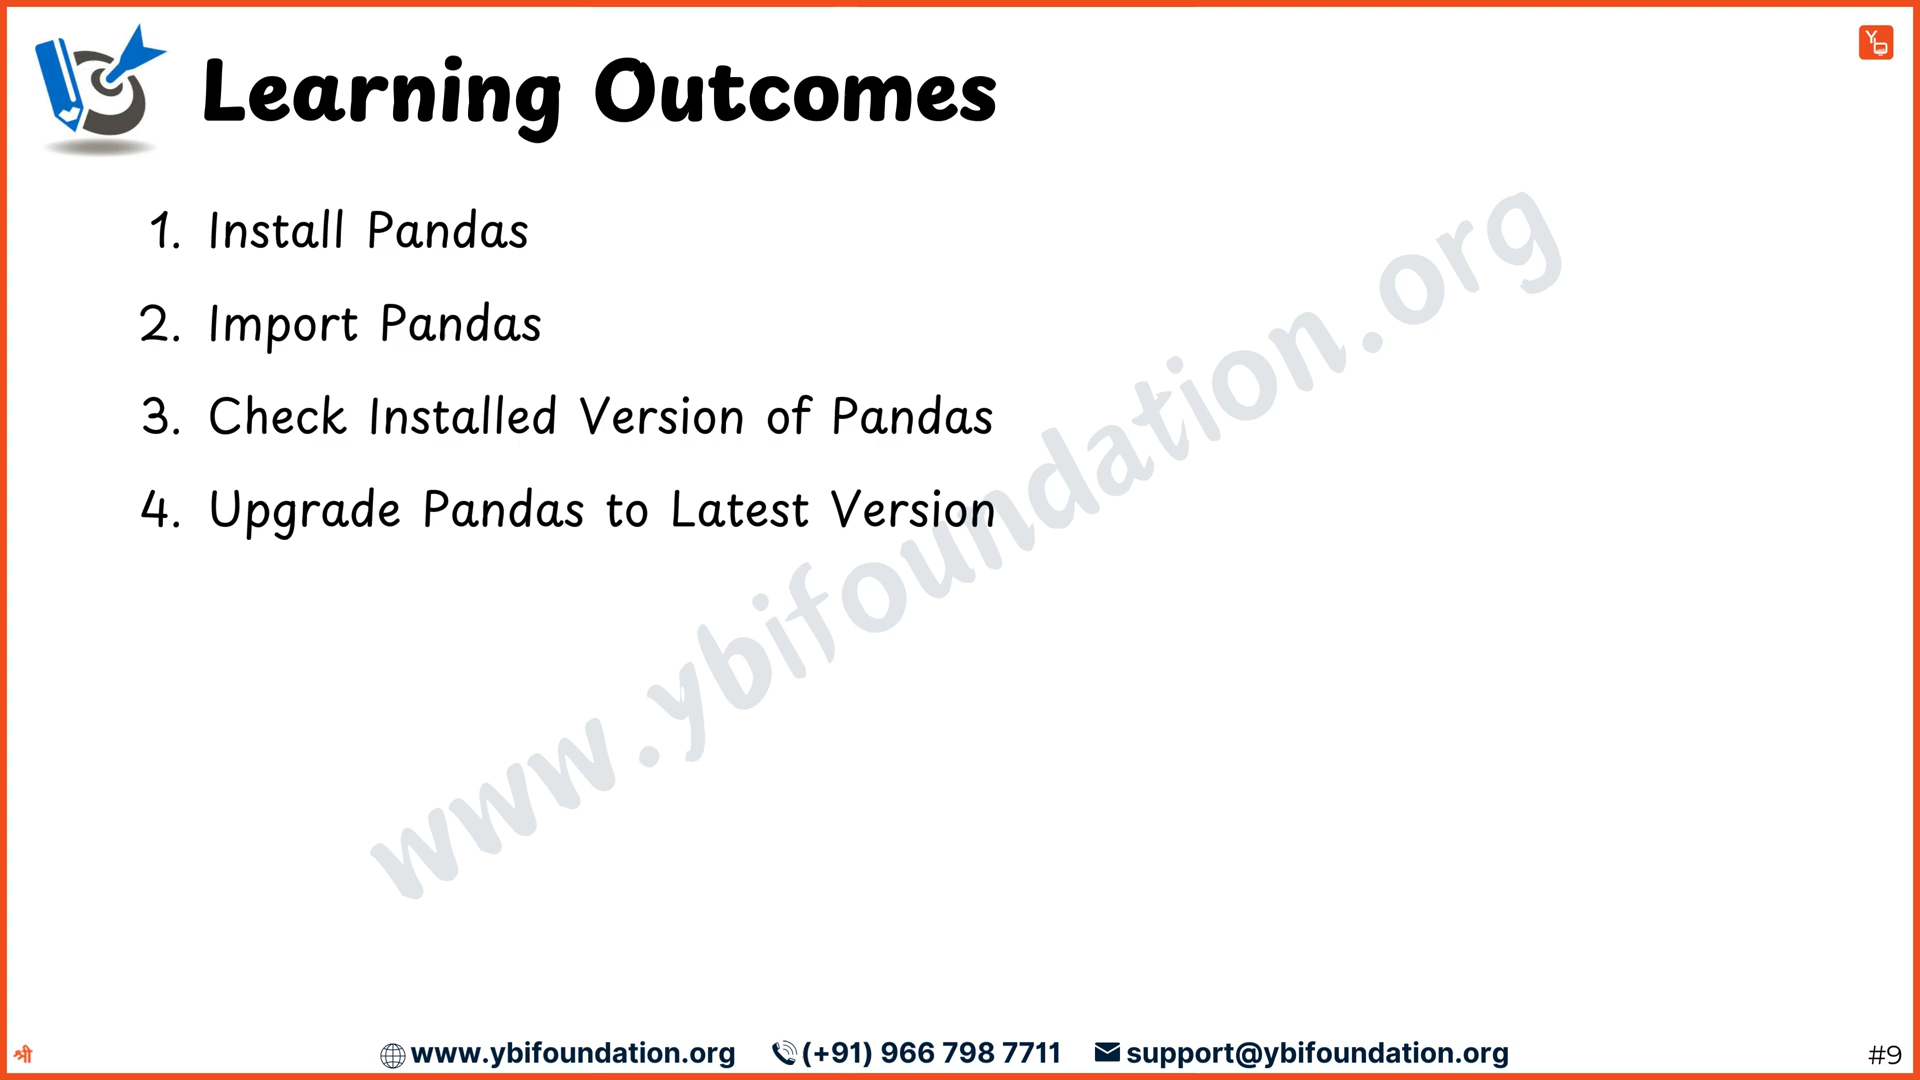 Learning Outcomes
1. Install Pandas
2. Import Pandas
3. Check Installed Version of Pandas
4. Upgrade Pandas to Latest Version
www.ybifoundation.org
श्री
www.ybifoundation.org (+91) 966 798 7711 support@ybifoundation.org
#9